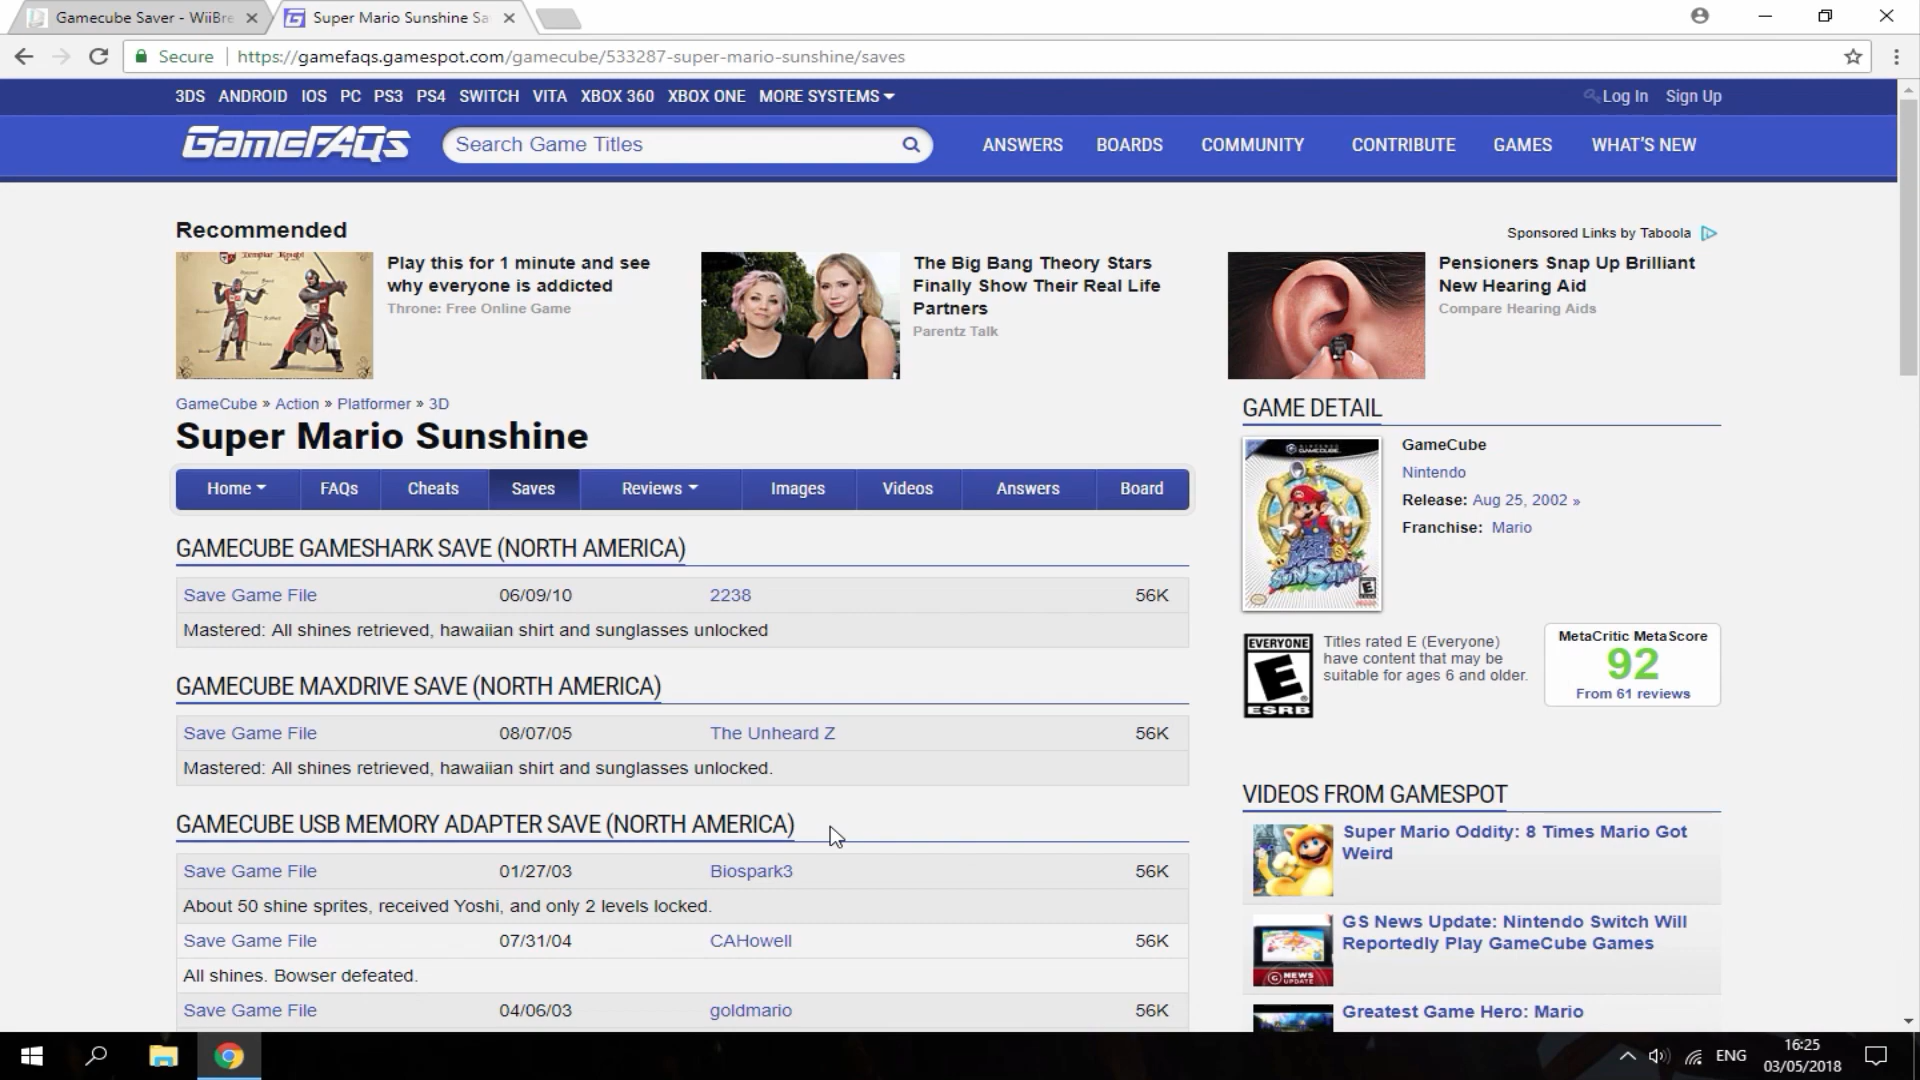 Gamecube Saver - WiiBre
Super Mario Sunshine Sa
Secure
https://gamefaqs.gamespot.com/gamecube/533287-super-mario-sunshine/saves
3DS ANDROID IOS PC PS3 PS4 SWITCH VITA XBOX 360 XBOX ONE MORE SYSTEMS
Log In Sign Up
GameFAQs
Search Game Titles
ANSWERS BOARDS COMMUNITY CONTRIBUTE GAMES WHAT'S NEW
Recommended
Sponsored Links by Taboola
Templar Knight
Play this for 1 minute and see
why everyone is addicted
Throne: Free Online Game
The Big Bang Theory Stars
Finally Show Their Real Life
Partners
Parentz Talk
Pensioners Snap Up Brilliant
New Hearing Aid
Compare Hearing Aids
GameCube » Action » Platformer » 3D
Super Mario Sunshine
Home FAQs Cheats Saves Reviews Images Videos Answers Board
GAMECUBE GAMESHARK SAVE (NORTH AMERICA)
Save Game File 06/09/10 2238 56K
Mastered: All shines retrieved, hawaiian shirt and sunglasses unlocked
GAMECUBE MAXDRIVE SAVE (NORTH AMERICA)
Save Game File 08/07/05 The Unheard Z 56K
Mastered: All shines retrieved, hawaiian shirt and sunglasses unlocked.
GAMECUBE USB MEMORY ADAPTER SAVE (NORTH AMERICA)
Save Game File 01/27/03 Biospark3 56K
About 50 shine sprites, received Yoshi, and only 2 levels locked.
Save Game File 07/31/04 CAHowell 56K
All shines. Bowser defeated.
Save Game File 04/06/03 goldmario 56K
GAME DETAIL
NINTENDO GAMECUBE
SUPER MARIO SUNSHINE
E
GameCube
Nintendo
Release: Aug 25, 2002 »
Franchise: Mario
EVERYONE
E
ESRB
Titles rated E (Everyone)
have content that may be
suitable for ages 6 and older.
MetaCritic MetaScore
92
From 61 reviews
VIDEOS FROM GAMESPOT
Super Mario Oddity: 8 Times Mario Got
Weird
NEWS
UPDATE
GS News Update: Nintendo Switch Will
Reportedly Play GameCube Games
Greatest Game Hero: Mario
ENG
16:25
03/05/2018